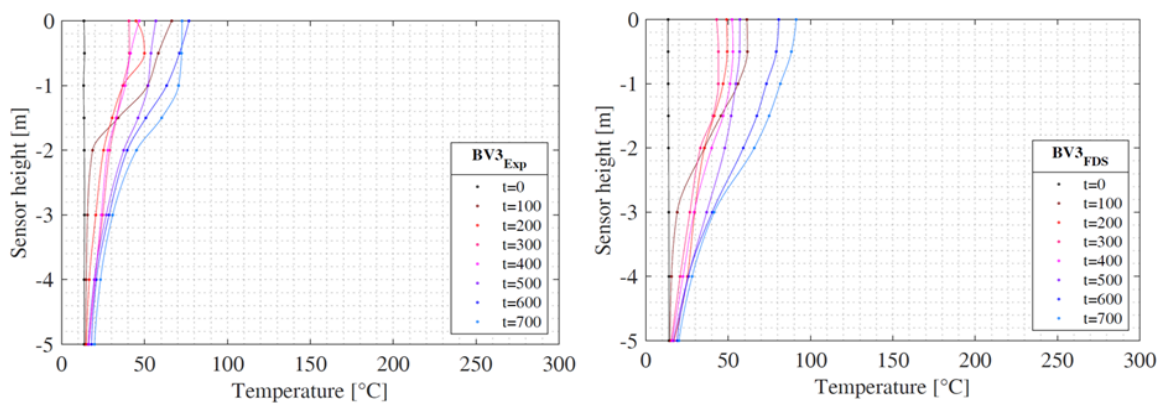 0
-1
-2
-3
-4
-5
Sensor height [m]
0
50
100
150
200
250
300
Temperature [°C]
BV3Exp
t=0
t=100
t=200
t=300
t=400
t=500
t=600
t=700
0
-1
-2
-3
-4
-5
Sensor height [m]
0
50
100
150
200
250
300
Temperature [°C]
BV3FDS
t=0
t=100
t=200
t=300
t=400
t=500
t=600
t=700